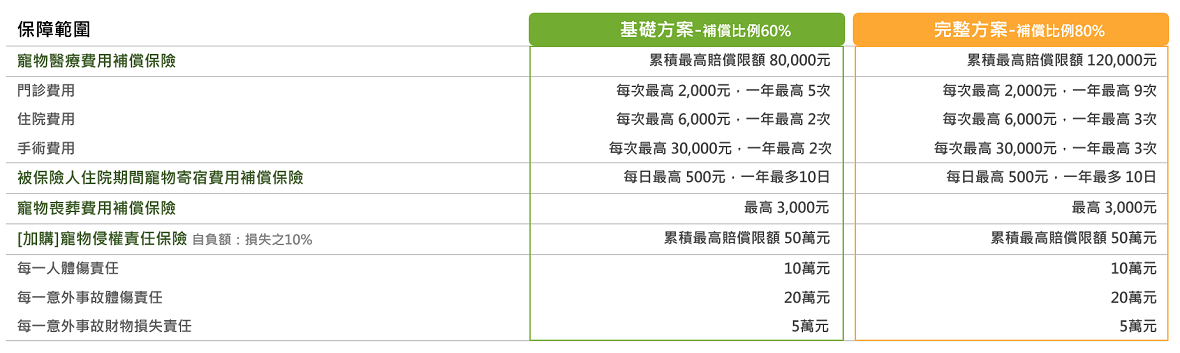 保障範圍 基礎方案-補償比例60% 完整方案-補償比例80%
寵物醫療費用補償保險 累積最高賠償限額 80,000元 累積最高賠償限額 120,000元
門診費用 每次最高 2,000元，一年最高 5次 每次最高 2,000元，一年最高 9次
住院費用 每次最高 6,000元，一年最高 2次 每次最高 6,000元，一年最高 3次
手術費用 每次最高 30,000元，一年最高 2次 每次最高 30,000元，一年最高 3次
被保險人住院期間寵物寄宿費用補償保險 每日最高 500元，一年最多10日 每日最高 500元，一年最多 10日
寵物喪葬費用補償保險 最高 3,000元 最高 3,000元
[加購]寵物侵權責任保險 自負額：損失之10% 累積最高賠償限額 50萬元 累積最高賠償限額 50萬元
每一人體傷責任 10萬元 10萬元
每一意外事故體傷責任 20萬元 20萬元
每一意外事故財物損失責任 5萬元 5萬元